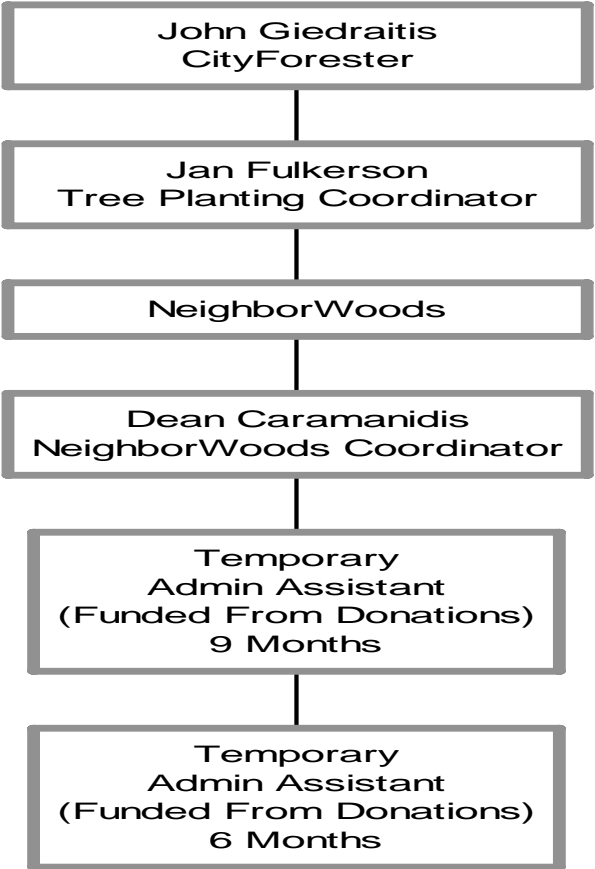 John Giedraitis
CityForester
Jan Fulkerson
Tree Planting Coordinator
NeighborWoods
Dean Caramanidis
NeighborWoods Coordinator
Temporary
Admin Assistant
(Funded From Donations)
9 Months
Temporary
Admin Assistant
(Funded From Donations)
6 Months